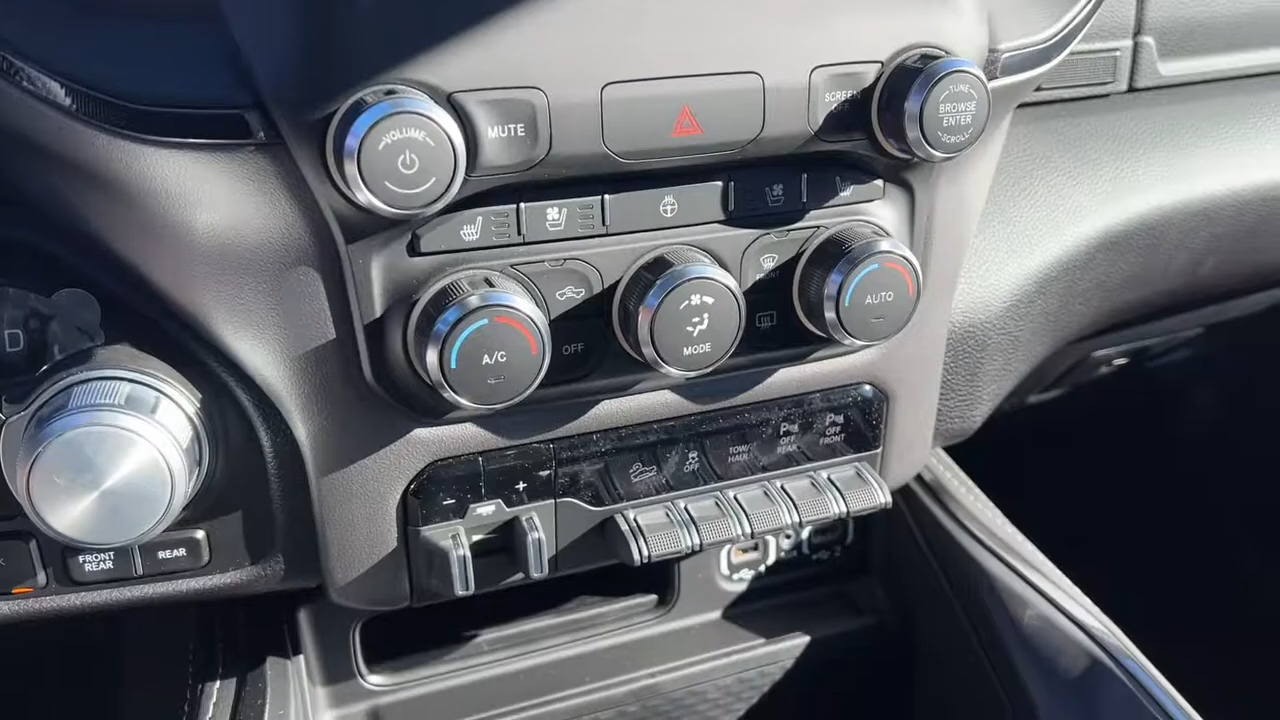 VOLUME
MUTE
SCREEN
OFF
TUNE
BROWSE
ENTER
SCROLL
FRONT
A/C
OFF
MODE
AUTO
D
-
+
OFF
TOW/
HAUL
P
OFF
REAR
P
OFF
FRONT
FRONT
REAR
REAR